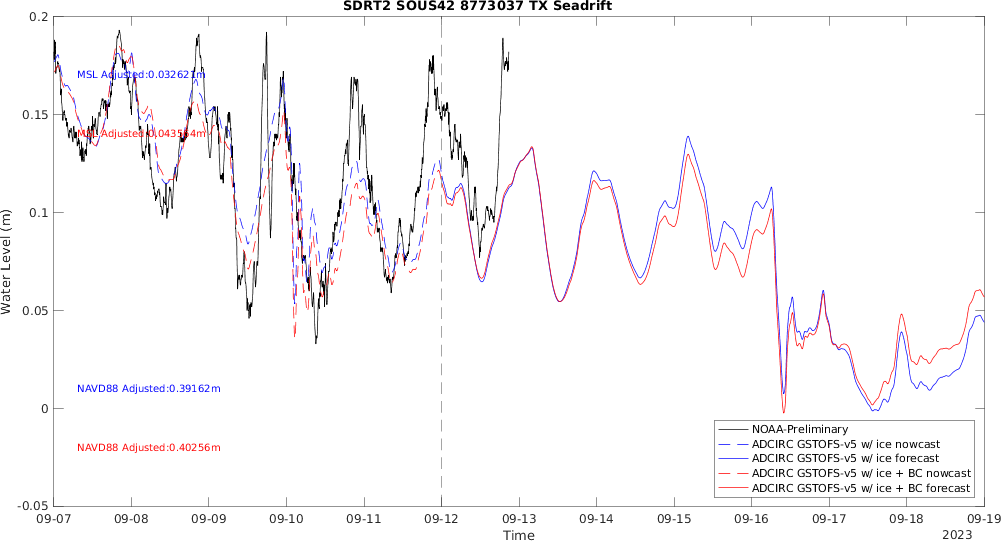 SDRT2 SOUS42 8773037 TX Seadrift
0.2
0.15
0.1
0.05
0
-0.05
Water Level (m)
MSL Adjusted:0.032621m
MSL Adjusted:0.043564m
NAVD88 Adjusted:0.39162m
NAVD88 Adjusted:0.40256m
NOAA-Preliminary
ADCIRC GSTOFS-v5 w/ ice nowcast
ADCIRC GSTOFS-v5 w/ ice forecast
ADCIRC GSTOFS-v5 w/ ice + BC nowcast
ADCIRC GSTOFS-v5 w/ ice + BC forecast
09-07 09-08 09-09 09-10 09-11 09-12 09-13 09-14 09-15 09-16 09-17 09-18 09-19
Time
2023